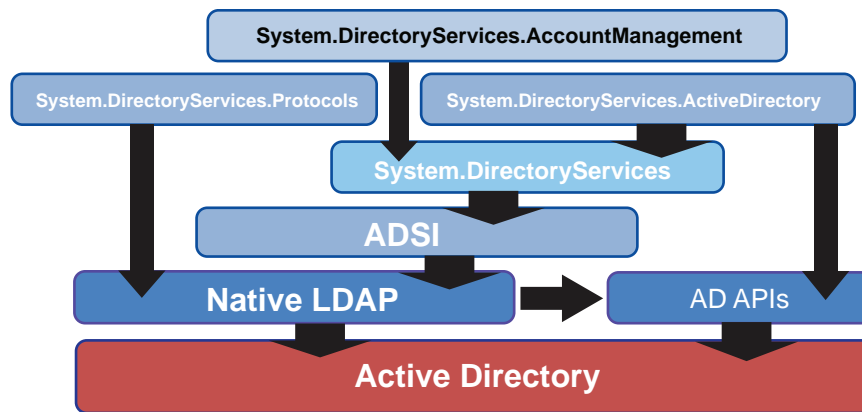 System.DirectoryServices.AccountManagement
System.DirectoryServices.Protocols
System.DirectoryServices.ActiveDirectory
System.DirectoryServices
ADSI
Native LDAP
AD APIs
Active Directory